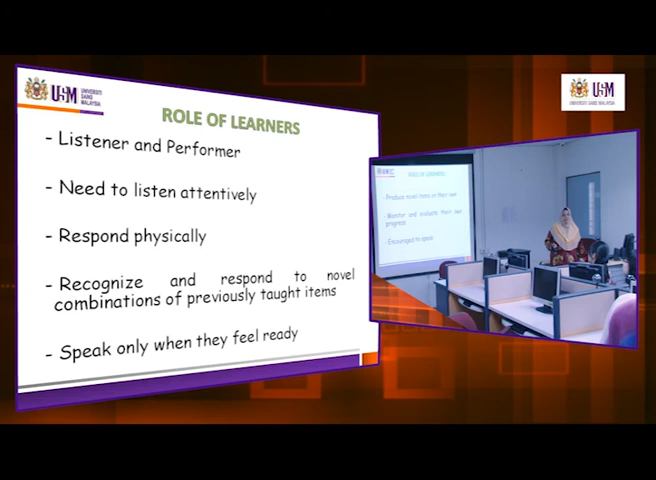 USM
UNIVERSITI
SAINS
MALAYSIA
ROLE OF LEARNERS
- Listener and Performer
- Need to listen attentively
- Respond physically
- Recognize and respond to novel
combinations of previously taught items
- Speak only when they feel ready
USM
UNIVERSITI SAINS MALAYSIA
ROLE OF LEARNERS
- Produce novel items on their own
- Monitor and evaluate their own
progress
- Encouraged to speak